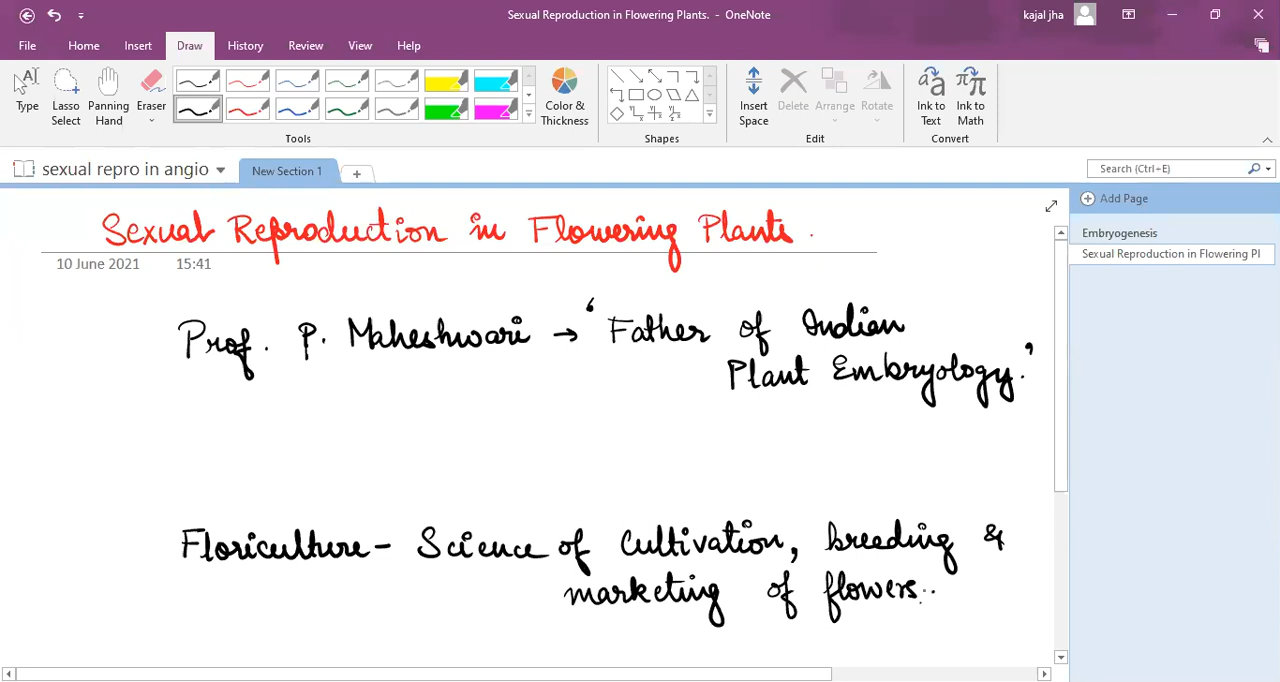 Sexual Reproduction in Flowering Plants. - OneNote
kajal jha
File Home Insert Draw History Review View Help
Type
Lasso Select
Panning Hand
Eraser
Color & Thickness
Insert Space
Delete
Arrange
Rotate
Ink to Text
Ink to Math
Tools Shapes Edit Convert
sexual repro in angio
New Section 1
Search (Ctrl+E)
Add Page
Embryogenesis
Sexual Reproduction in Flowering Pl
Sexual Reproduction in Flowering Plants.
10 June 2021 15:41
Prof. P. Maheshwari → ‘Father of Indian
Plant Embryology.’
Floriculture - Science of Cultivation, breeding &
marketing of flowers..